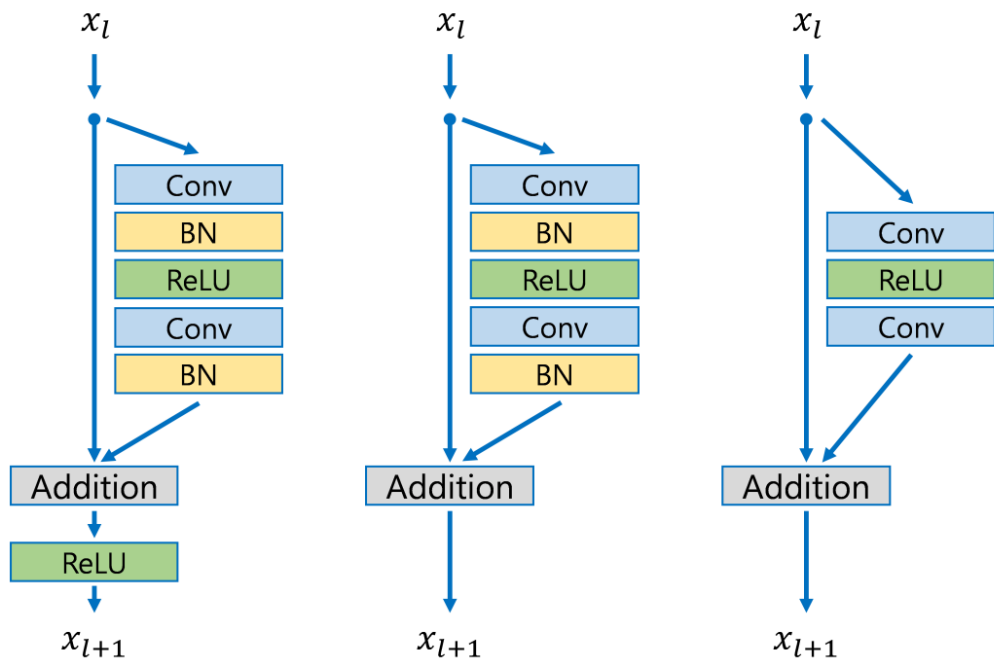 x_l
Conv
BN
ReLU
Conv
BN
Addition
ReLU
x_{l+1}
x_l
Conv
BN
ReLU
Conv
BN
Addition
x_{l+1}
x_l
Conv
ReLU
Conv
Addition
x_{l+1}